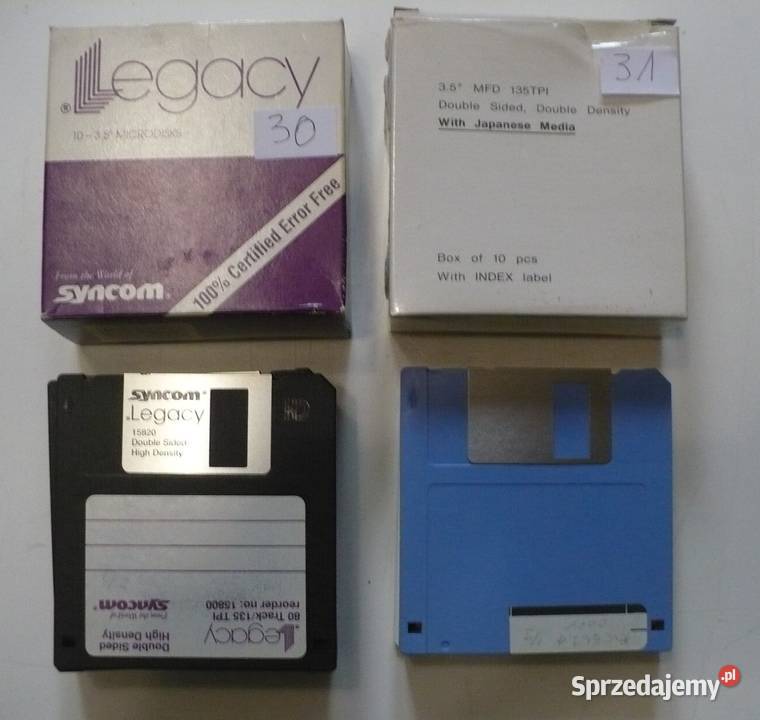 Legacy
®
30
10-3.5" MICRODISKS
100% Certified Error Free
From the World of
syncom®
31
3.5" MFD 135TPI
Double Sided, Double Density
With Japanese Media
Box of 10 pcs
With INDEX label
syncom®
Legacy
15820
Double Sided
High Density
HD
Legacy
80 Track/135 TPI
reorder no: 15800
From the World of
syncom®
Double Sided
High Density
Sprzedajemy.pl